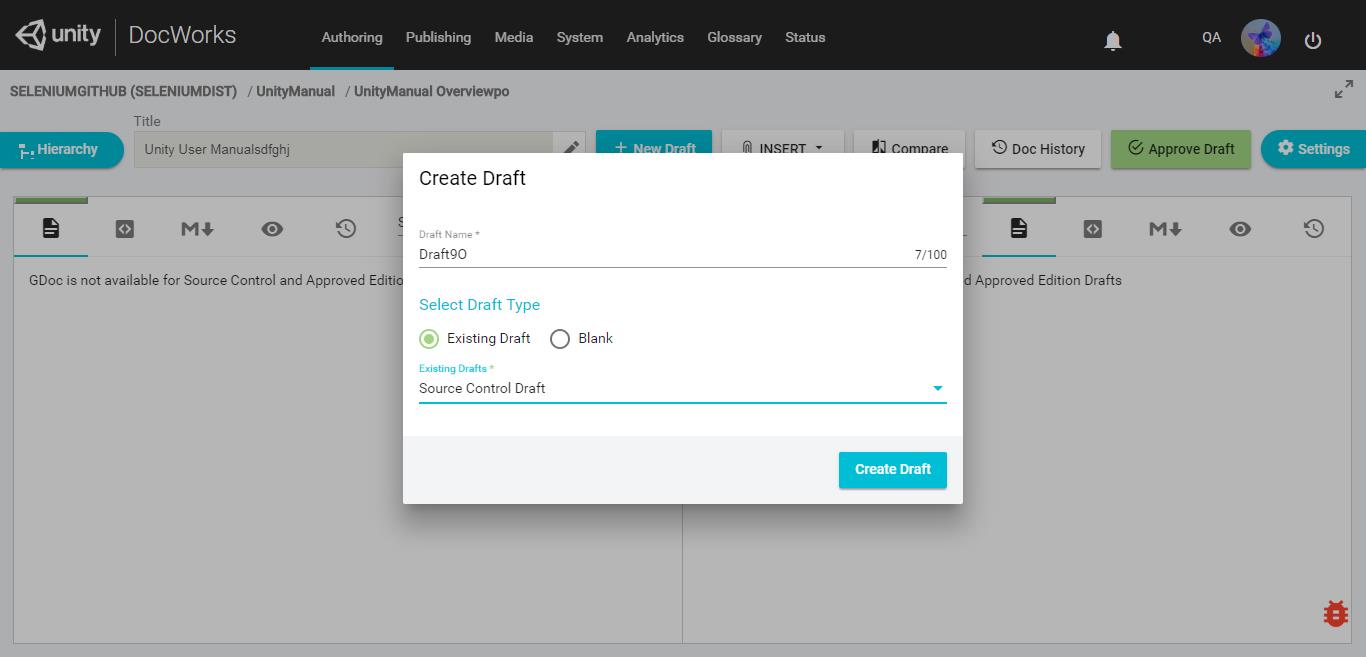 unity DocWorks Authoring Publishing Media System Analytics Glossary Status QA
SELENIUMGITHUB (SELENIUMDIST) / UnityManual / UnityManual Overviewpo
Title
Hierarchy Unity User Manualsdfghj + New Draft INSERT Compare Doc History Approve Draft Settings
Create Draft
M
M
Draft Name *
Draft9O 7/100
GDoc is not available for Source Control and Approved Editio
d Approved Edition Drafts
Select Draft Type
Existing Draft Blank
Existing Drafts *
Source Control Draft
Create Draft